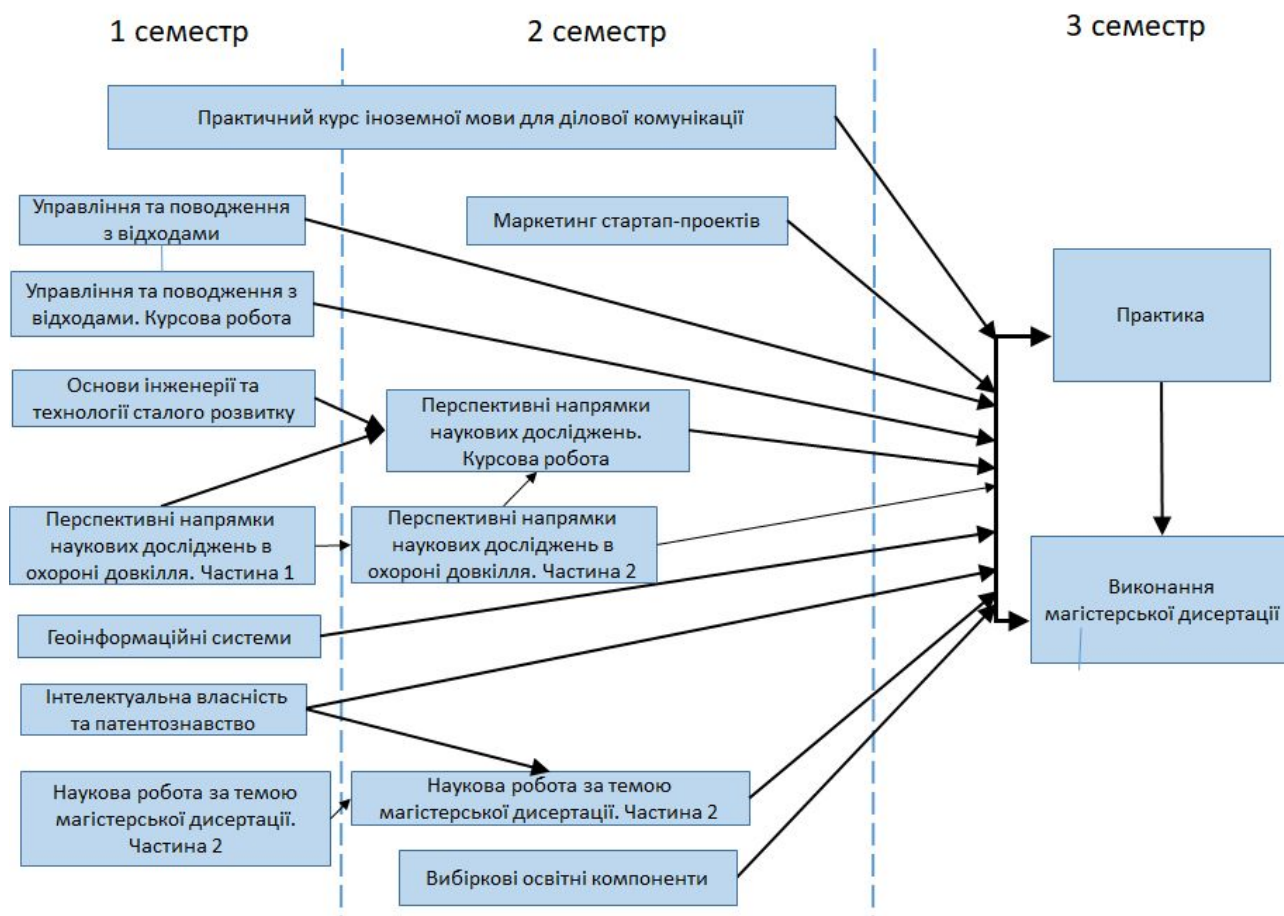 1 семестр
2 семестр
3 семестр
Практичний курс іноземної мови для ділової комунікації
Управління та поводження
з відходами
Маркетинг стартап-проектів
Управління та поводження з
відходами. Курсова робота
Практика
Основи інженерії та
технології сталого розвитку
Перспективні напрямки
наукових досліджень.
Курсова робота
Перспективні напрямки
наукових досліджень в
охороні довкілля. Частина 1
Перспективні напрямки
наукових досліджень в
охороні довкілля. Частина 2
Виконання
магістерської дисертації
Геоінформаційні системи
Інтелектуальна власність
та патентознавство
Наукова робота за темою
магістерської дисертації.
Частина 2
Наукова робота за темою
магістерської дисертації. Частина 2
Вибіркові освітні компоненти